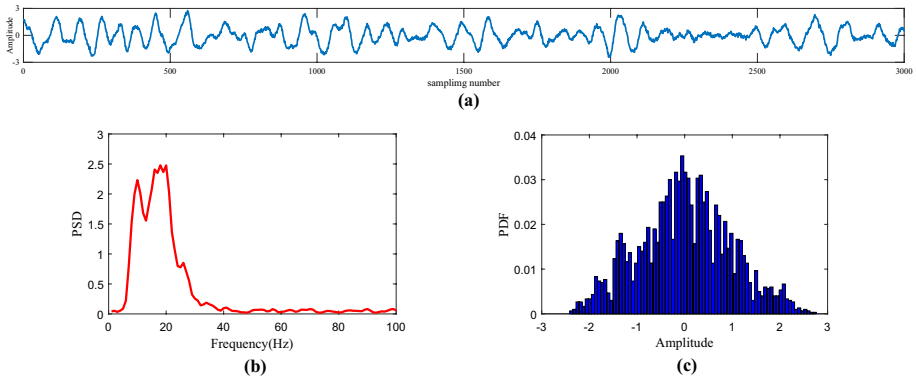 Amplitude
3
0
-3
0 500 1000 1500 2000 2500 3000
samplimg number
(a)
PSD
3
2.5
2
1.5
1
0.5
0
0 20 40 60 80 100
Frequency(Hz)
(b)
PDF
0.04
0.03
0.02
0.01
0
-3 -2 -1 0 1 2 3
Amplitude
(c)